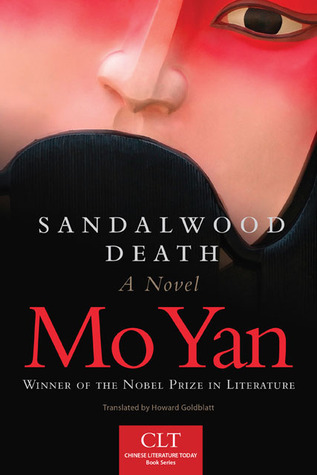 SANDALWOOD
DEATH
A Novel
Mo Yan
WINNER OF THE NOBEL PRIZE IN LITERATURE
Translated by Howard Goldblatt
CLT
CHINESE LITERATURE TODAY
Book Series